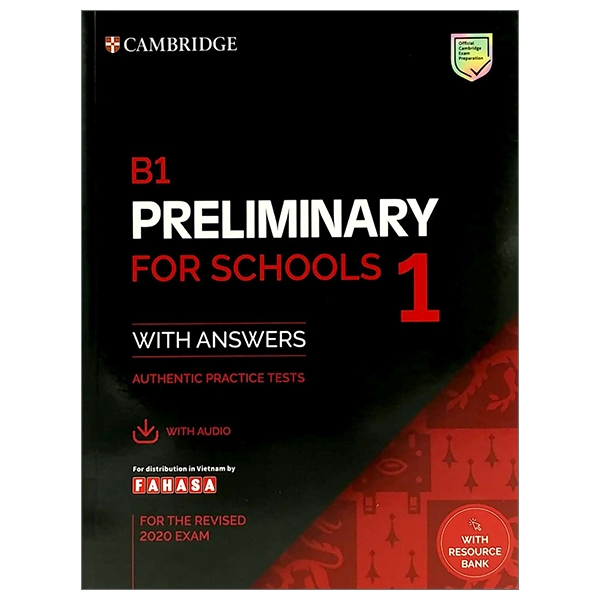 CAMBRIDGE
Official
Cambridge
Exam
Preparation
B1
PRELIMINARY
FOR SCHOOLS 1
WITH ANSWERS
AUTHENTIC PRACTICE TESTS
WITH AUDIO
For distribution in Vietnam by
FAHASA
FOR THE REVISED
2020 EXAM
WITH
RESOURCE
BANK